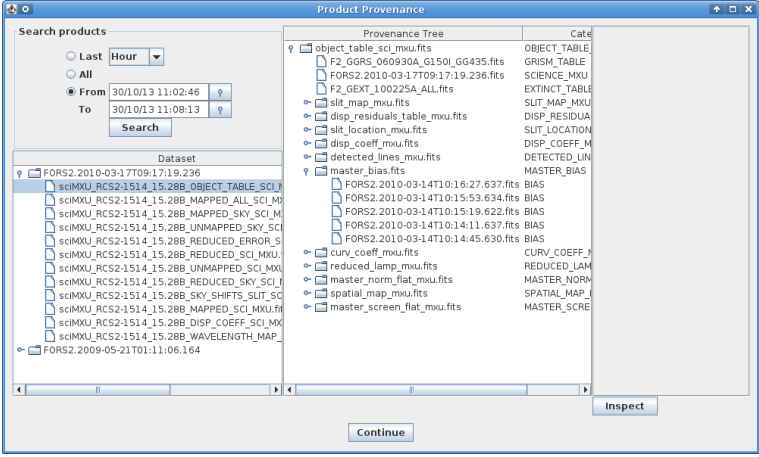 Product Provenance
Search products
Last Hour
All
From 30/10/13 11:02:46
To 30/10/13 11:08:13
Search
Dataset
FORS2.2010-03-17T09:17:19.236
sciMXU_RCS2-1514_15.28B_OBJECT_TABLE_SCI_M
sciMXU_RCS2-1514_15.28B_MAPPED_ALL_SCI_MX
sciMXU_RCS2-1514_15.28B_MAPPED_SKY_SCI_M
sciMXU_RCS2-1514_15.28B_UNMAPPED_SKY_SC
sciMXU_RCS2-1514_15.28B_REDUCED_ERROR_S
sciMXU_RCS2-1514_15.28B_REDUCED_SCI_MXU.
sciMXU_RCS2-1514_15.28B_UNMAPPED_SCI_MXU
sciMXU_RCS2-1514_15.28B_REDUCED_SKY_SCI_
sciMXU_RCS2-1514_15.28B_SKY_SHIFTS_SLIT_SC
sciMXU_RCS2-1514_15.28B_MAPPED_SCI_MXU.fi
sciMXU_RCS2-1514_15.28B_DISP_COEFF_SCI_MX
sciMXU_RCS2-1514_15.28B_WAVELENGTH_MAP_
FORS2.2009-05-21T01:11:06.164
Provenance Tree Cate
object_table_sci_mxu.fits OBJECT_TABLE_
F2_GGRS_060930A_G150I_GG435.fits GRISM_TABLE
FORS2.2010-03-17T09:17:19.236.fits SCIENCE_MXU
F2_GEXT_100225A_ALL.fits EXTINCT_TABLE
slit_map_mxu.fits SLIT_MAP_MXU
disp_residuals_table_mxu.fits DISP_RESIDUA
slit_location_mxu.fits SLIT_LOCATION
disp_coeff_mxu.fits DISP_COEFF_M
detected_lines_mxu.fits DETECTED_LIN
master_bias.fits MASTER_BIAS
FORS2.2010-03-14T10:16:27.637.fits BIAS
FORS2.2010-03-14T10:15:53.634.fits BIAS
FORS2.2010-03-14T10:15:19.622.fits BIAS
FORS2.2010-03-14T10:14:11.637.fits BIAS
FORS2.2010-03-14T10:14:45.630.fits BIAS
curv_coeff_mxu.fits CURV_COEFF_M
reduced_lamp_mxu.fits REDUCED_LAM
master_norm_flat_mxu.fits MASTER_NORM
spatial_map_mxu.fits SPATIAL_MAP_
master_screen_flat_mxu.fits MASTER_SCRE
Inspect
Continue